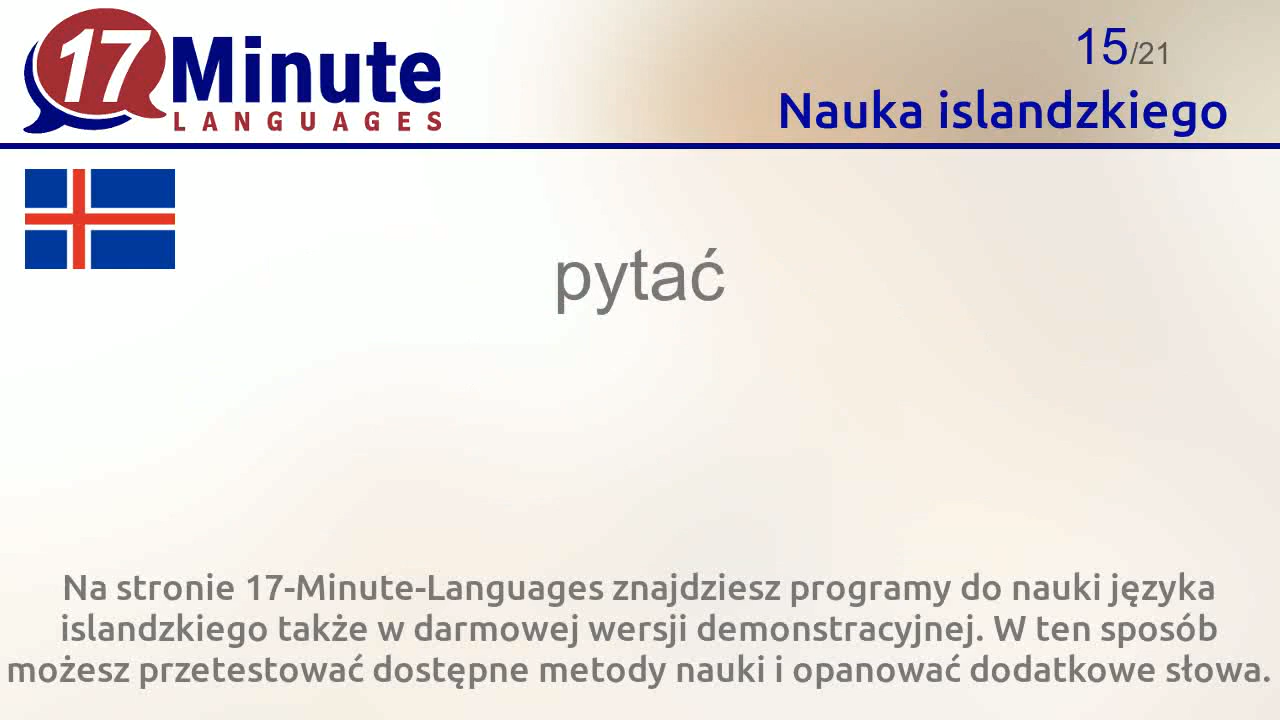 17 Minute
LANGUAGES
15/21
Nauka islandzkiego
pytać
Na stronie 17-Minute-Languages znajdziesz programy do nauki języka
islandzkiego także w darmowej wersji demonstracyjnej. W ten sposób
możesz przetestować dostępne metody nauki i opanować dodatkowe słowa.